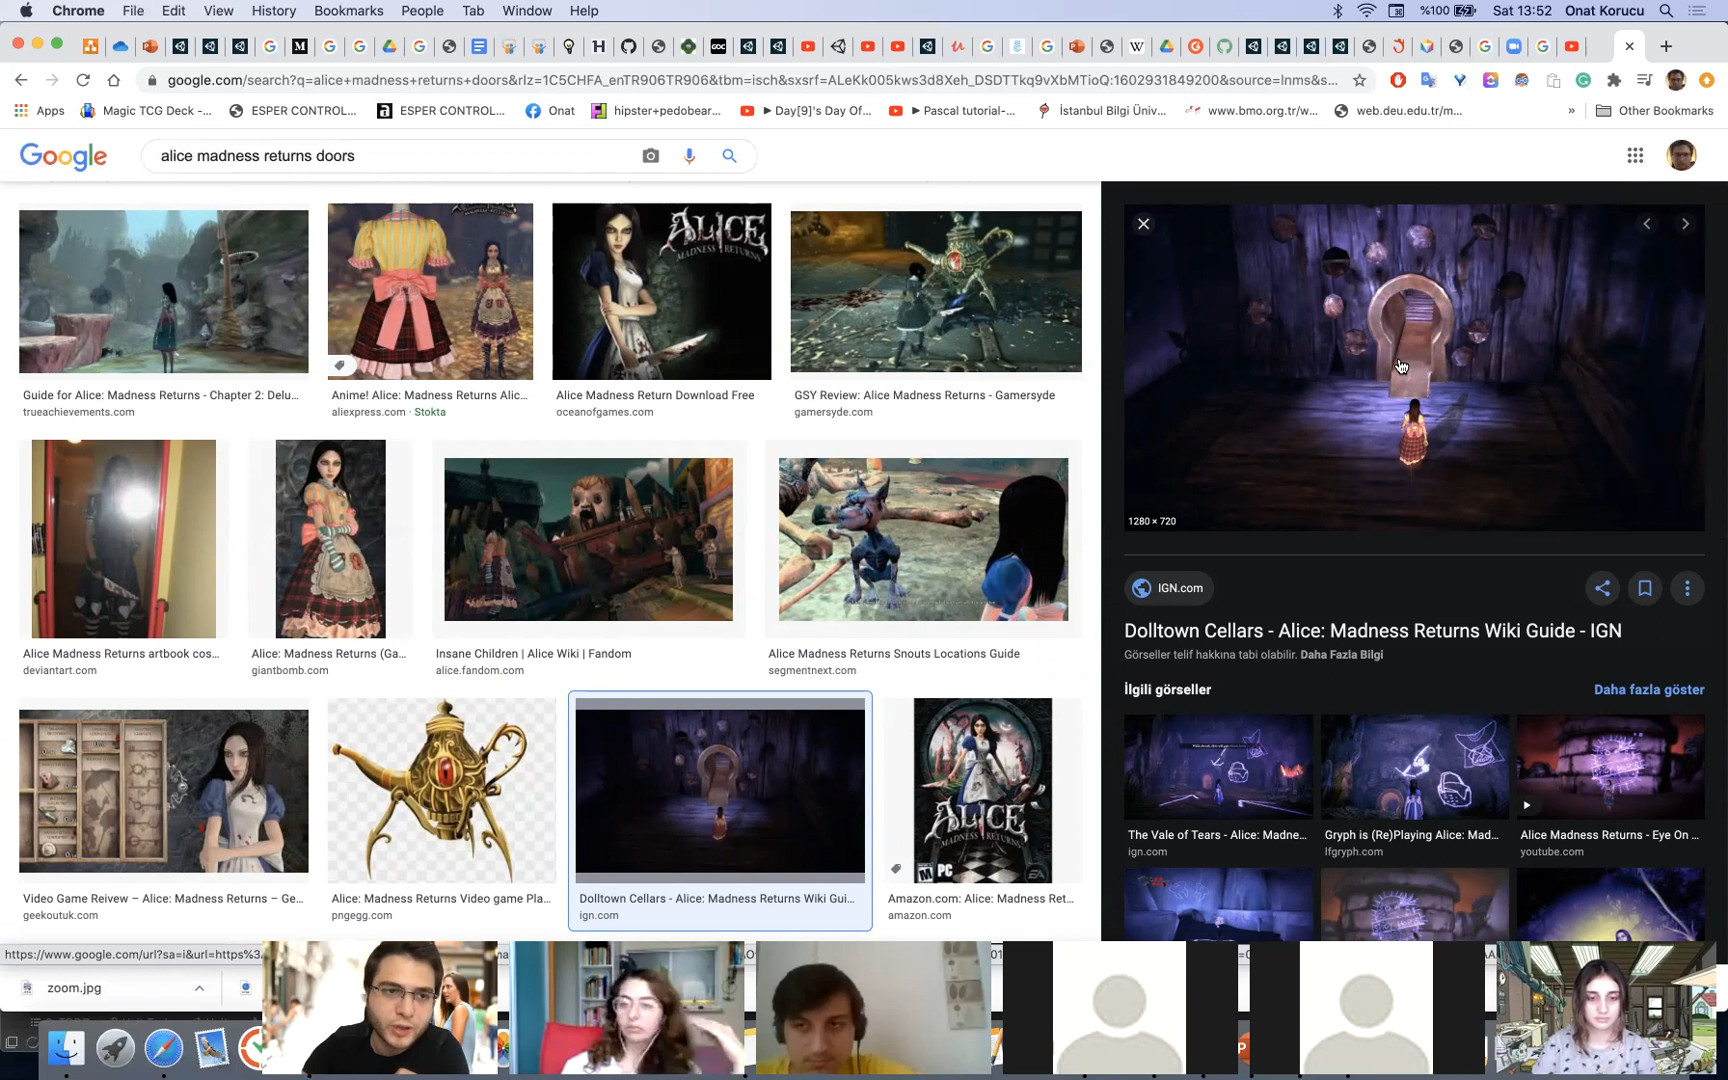 Chrome File Edit View History Bookmarks People Tab Window Help %100 Sat 13:52 Onat Korucu
google.com/search?q=alice+madness+returns+doors&rlz=1C5CHFA_enTR906TR906&tbm=isch&sxsrf=ALeKk005kws3d8Xeh_DSDTTkq9vXbMTioQ:1602931849200&source=lnms&s...
Apps Magic TCG Deck -... ESPER CONTROL... ESPER CONTROL... Onat hipster+pedobear... ►Day[9]'s Day Of... ►Pascal tutorial-... İstanbul Bilgi Üniv... www.bmo.org.tr/w... web.deu.edu.tr/m... » Other Bookmarks
Google alice madness returns doors
ALICE
MADNESS RETURNS
Guide for Alice: Madness Returns - Chapter 2: Delu...
trueachievements.com
Anime! Alice: Madness Returns Alic...
aliexpress.com · Stokta
Alice Madness Return Download Free
oceanofgames.com
GSY Review: Alice Madness Returns - Gamersyde
gamersyde.com
Alice Madness Returns artbook cos...
deviantart.com
Alice: Madness Returns (Ga...
giantbomb.com
Insane Children | Alice Wiki | Fandom
alice.fandom.com
Alice Madness Returns Snouts Locations Guide
segmentnext.com
ALICE
MADNESS RETURNS
M PC EA
Video Game Reivew – Alice: Madness Returns – Ge...
geekoutuk.com
Alice: Madness Returns Video game Pla...
pngegg.com
Dolltown Cellars - Alice: Madness Returns Wiki Gui...
ign.com
Amazon.com: Alice: Madness Ret...
amazon.com
1280 × 720
IGN.com
Dolltown Cellars - Alice: Madness Returns Wiki Guide - IGN
Görseller telif hakkına tabi olabilir. Daha Fazla Bilgi
İlgili görseller Daha fazla göster
The Vale of Tears - Alice: Madne...
ign.com
Gryph is (Re)Playing Alice: Mad...
lfgryph.com
Alice Madness Returns - Eye On ...
youtube.com
https://www.google.com/url?sa=i&url=https%3
zoom.jpg